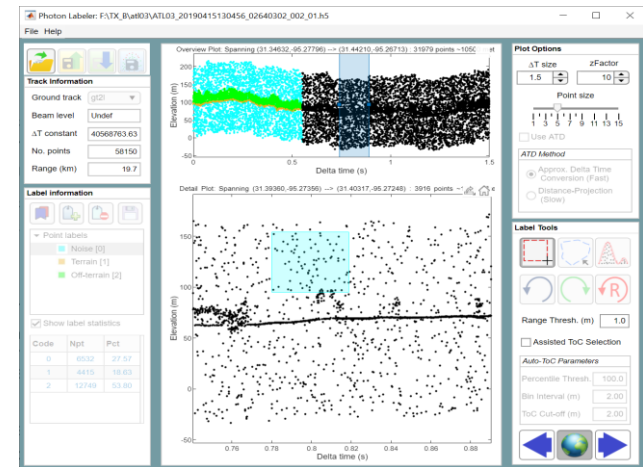 Photon Labeler: F:\TX_B\atl03\ATL03_20190415130456_02640302_002_01.h5
File Help
Track Information
Ground track gt2l
Beam level Undef
ΔT constant 40568763.63
No. points 58150
Range (km) 19.7
Label information
Point labels
Noise [0]
Terrain [1]
Off-terrain [2]
Show label statistics
Code Npt Pct
0 6532 27.57
1 4415 18.63
2 12740 53.80
Overview Plot: Spanning (31.34632,-95.27796) --> (31.44210,-95.26713) : 31979 points
Elevation (m)
200
150
100
50
0
-50
0 0.5 1 1.5
Delta time (s)
Detail Plot: Spanning (31.39360,-95.27356) --> (31.40317,-95.27248) : 3916 points
Elevation (m)
150
100
50
0
-50
0.76 0.78 0.8 0.82 0.84 0.86 0.88
Delta time (s)
Plot Options
ΔT size zFactor
1.5 10
Point size
1 3 5 7 9 11 13 15
Use ATD
ATD Method
Approx. Delta Time
Conversion (Fast)
Distance-Projection
(Slow)
Label Tools
R
Range Thresh. (m) 1.0
Assisted ToC Selection
Auto-ToC Parameters
Percentile Thresh. 100.0
Bin Interval (m) 2.00
ToC Cut-off (m) 2.00